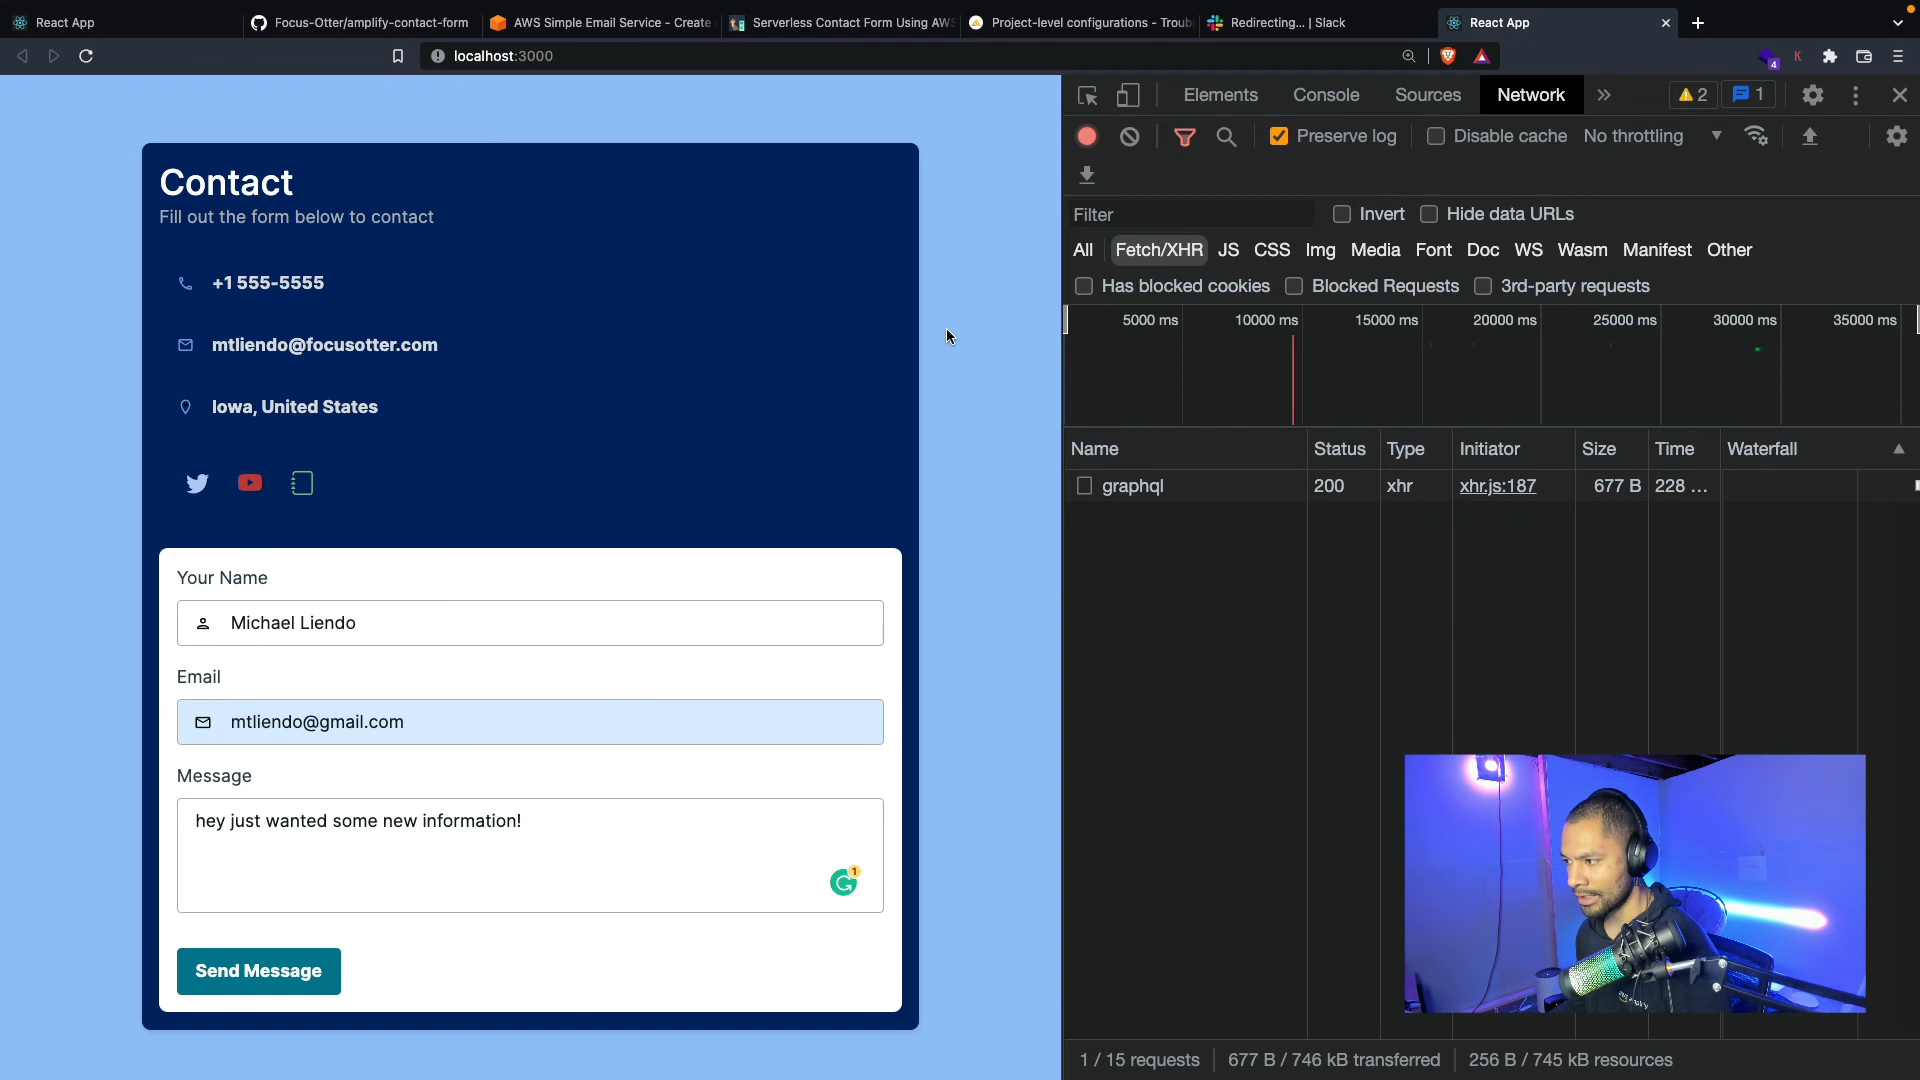 React App
Focus-Otter/amplify-contact-form
AWS Simple Email Service - Create
Serverless Contact Form Using AWS
Project-level configurations - Troubl
Redirecting... | Slack
React App
localhost:3000
4
K
Elements
Console
Sources
Network
2
1
Preserve log
Disable cache
No throttling
Filter
Invert
Hide data URLs
All
Fetch/XHR
JS
CSS
Img
Media
Font
Doc
WS
Wasm
Manifest
Other
Has blocked cookies
Blocked Requests
3rd-party requests
5000 ms
10000 ms
15000 ms
20000 ms
25000 ms
30000 ms
35000 ms
Name
Status
Type
Initiator
Size
Time
Waterfall
graphql
200
xhr
xhr.js:187
677 B
228 ...
1 / 15 requests
677 B / 746 kB transferred
256 B / 745 kB resources
Contact
Fill out the form below to contact
+1 555-5555
mtliendo@focusotter.com
Iowa, United States
Your Name
Michael Liendo
Email
mtliendo@gmail.com
Message
hey just wanted some new information!
1
Send Message